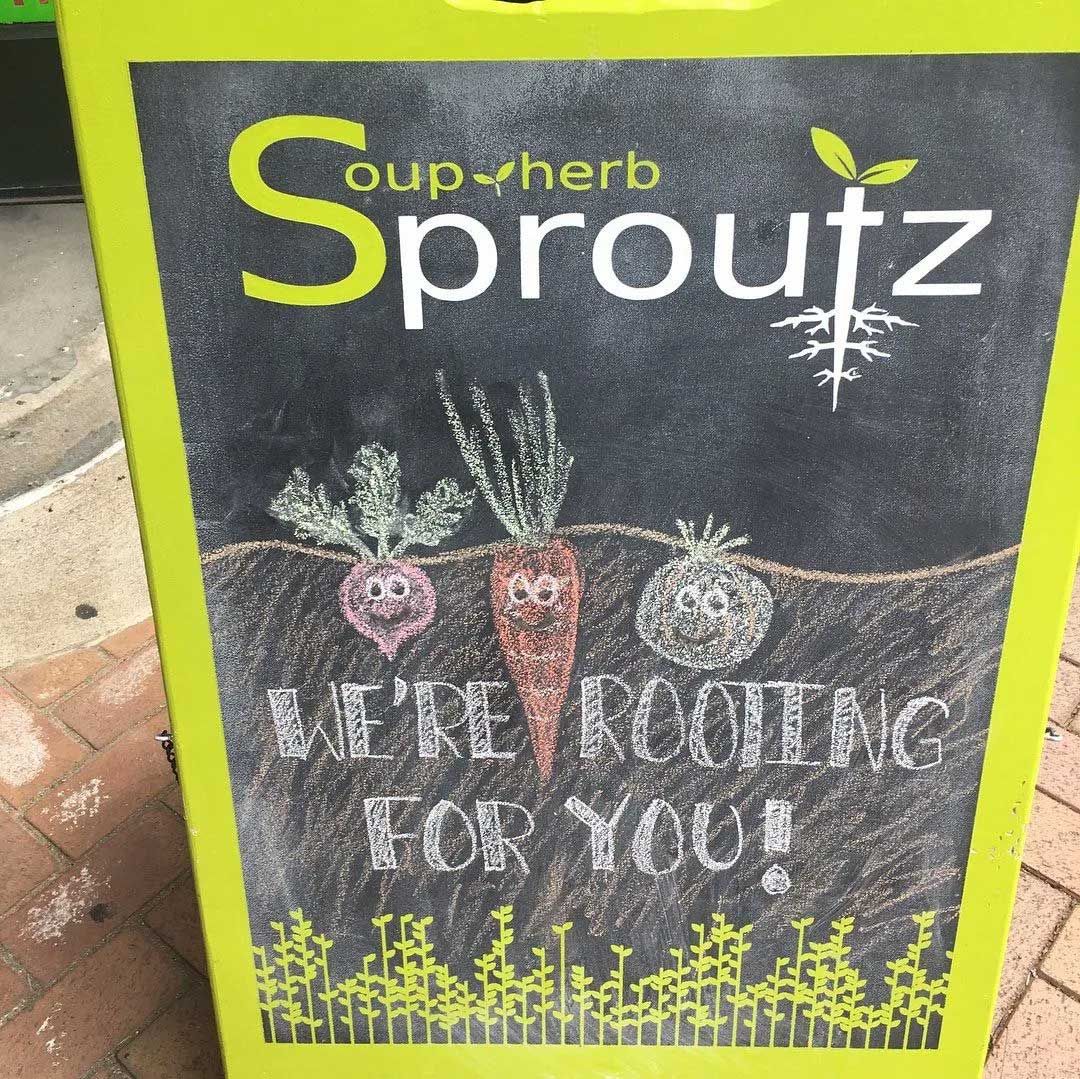 Soup herb
Sproutz
WE'RE ROOTING
FOR YOU!